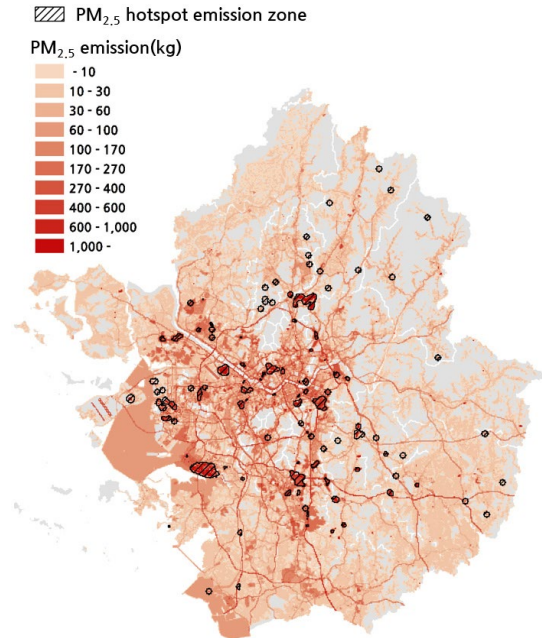 PM2.5 hotspot emission zone
PM2.5 emission(kg)
- 10
10 - 30
30 - 60
60 - 100
100 - 170
170 - 270
270 - 400
400 - 600
600 - 1,000
1,000 -